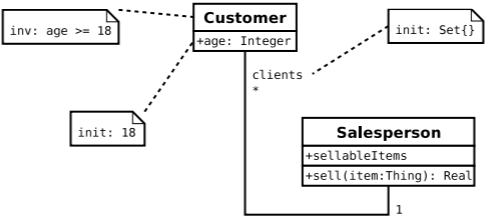 Customer
inv: age >= 18
+age: Integer
init: Set{}
clients
*
init: 18
Salesperson
+sellableItems
+sell(item:Thing): Real
1